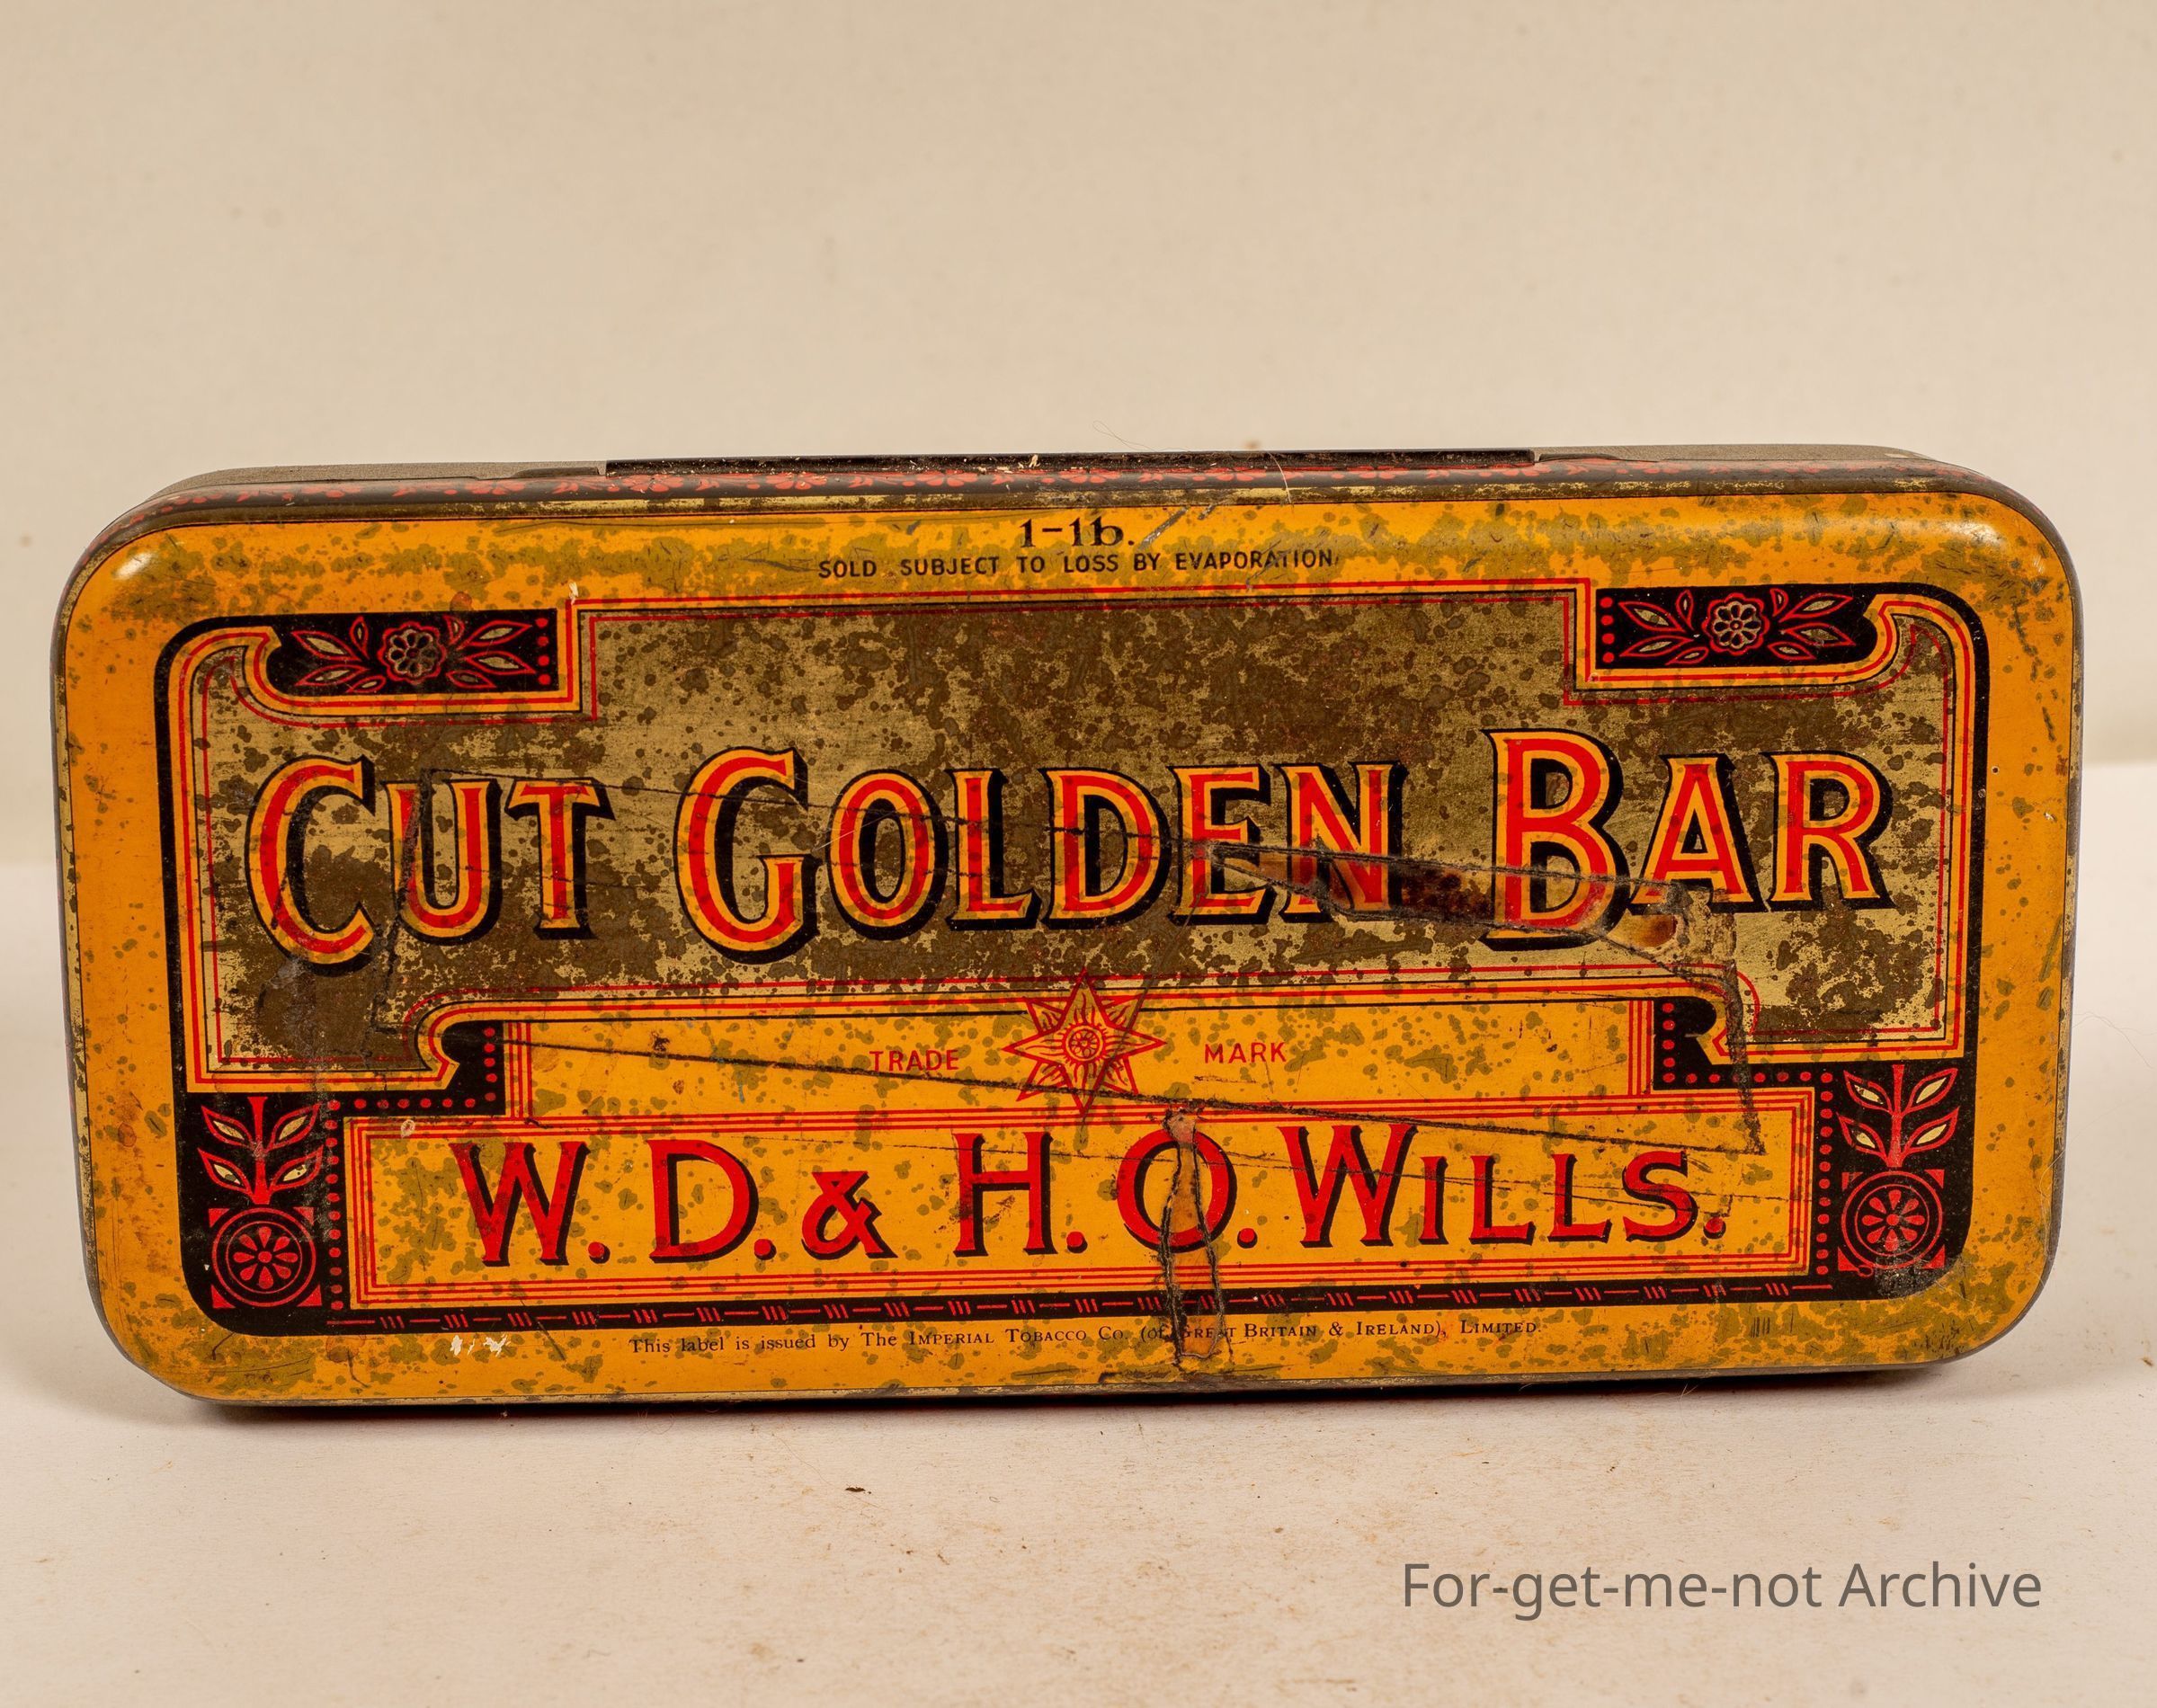 1-lb.
SOLD SUBJECT TO LOSS BY EVAPORATION
CUT GOLDEN BAR
TRADE MARK
W. D. & H. O. WILLS.
This label is issued by The IMPERIAL TOBACCO Co. (of GREAT BRITAIN & IRELAND), LIMITED.
For-get-me-not Archive